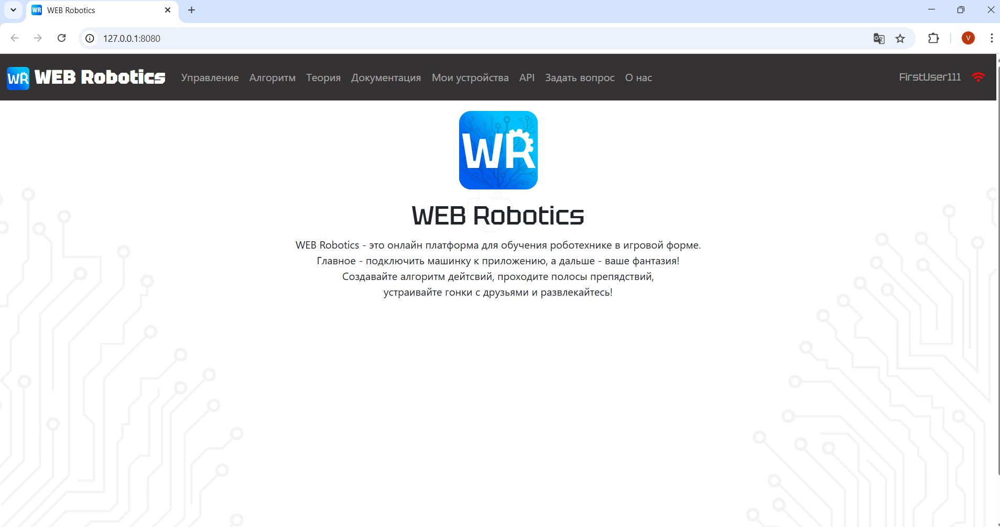 WEB Robotics
127.0.0.1:8080
V
WR WEB Robotics Управление Алгоритм Теория Документация Мои устройства API Задать вопрос О нас FirstUser111
WR
WEB Robotics
WEB Robotics - это онлайн платформа для обучения роботехнике в игровой форме.
Главное - подключить машинку к приложению, а дальше - ваше фантазия!
Создавайте алгоритм дейтсвий, проходите полосы препядствий,
устраивайте гонки с друзьями и развлекайтесь!